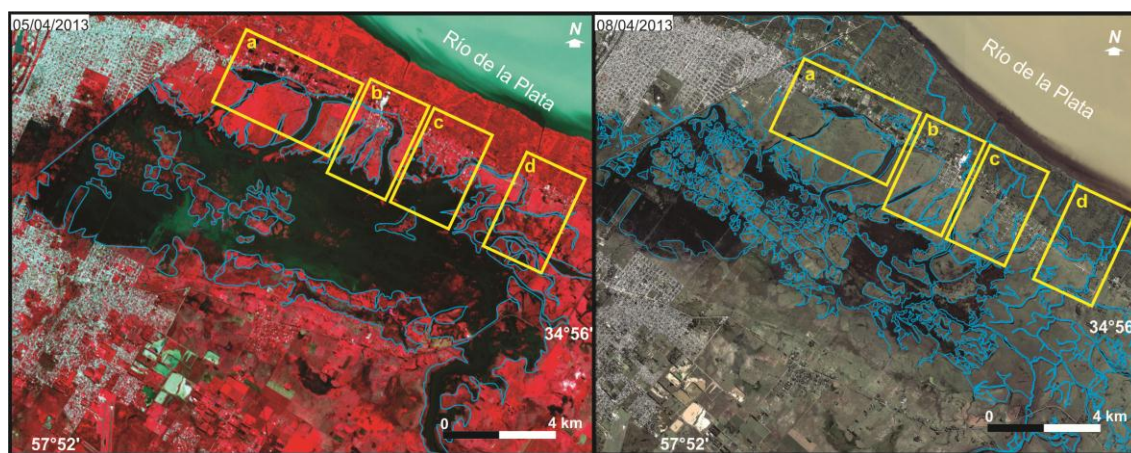 05/04/2013
N
Río de la Plata
a
b
c
d
34°56'
0 4 km
57°52'
08/04/2013
N
Río de la Plata
a
b
c
d
34°56'
0 4 km
57°52'